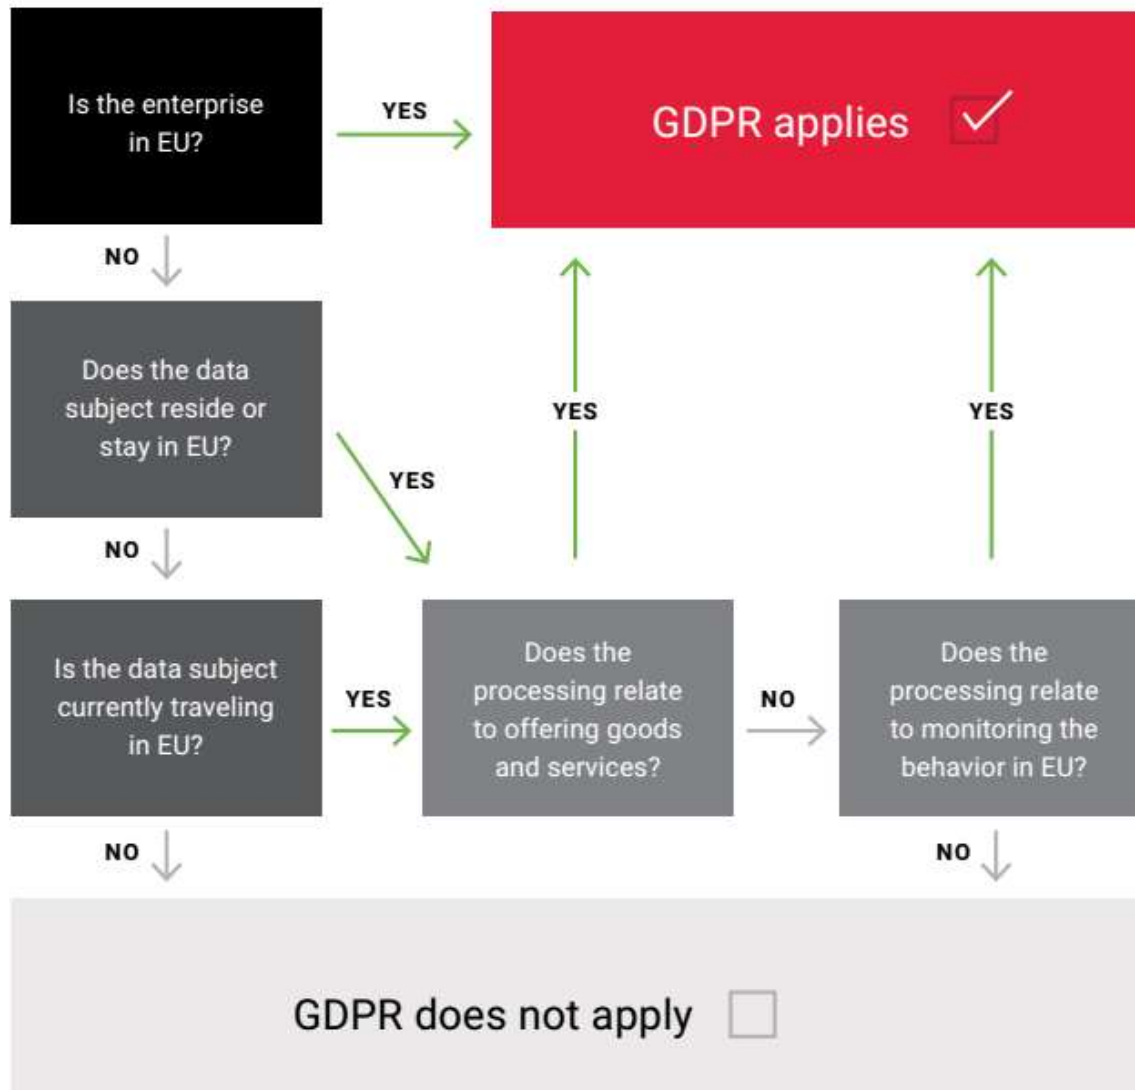 Is the enterprise
in EU?
YES
GDPR applies
NO
Does the data
subject reside or
stay in EU?
YES
YES
YES
NO
Is the data subject
currently traveling
in EU?
YES
Does the
processing relate
to offering goods
and services?
NO
Does the
processing relate
to monitoring the
behavior in EU?
NO
NO
GDPR does not apply